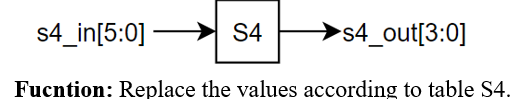 s4_in[5:0] S4 s4_out[3:0]
Fucntion: Replace the values according to table S4.